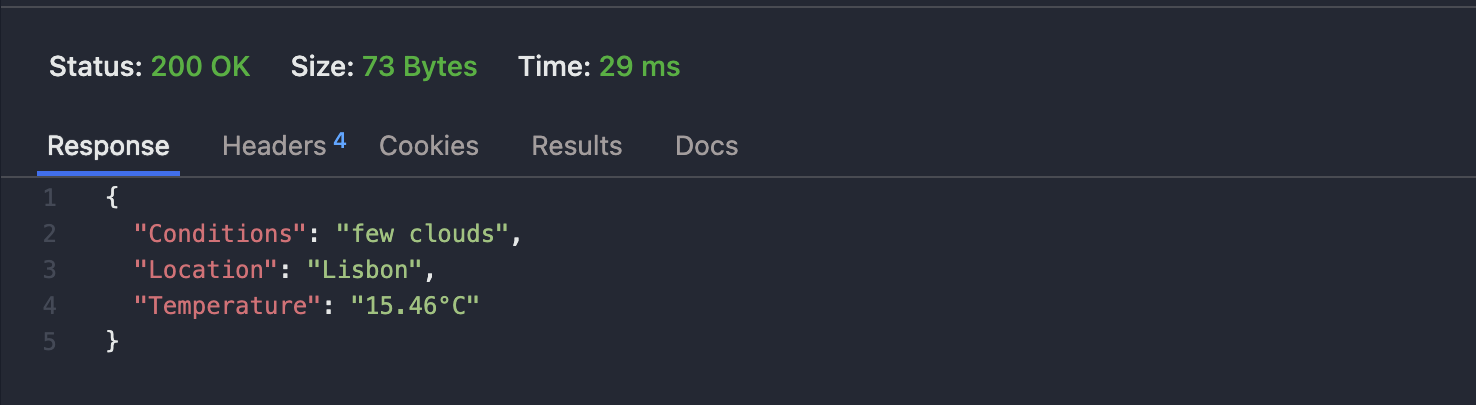 Status: 200 OK Size: 73 Bytes Time: 29 ms
Response Headers 4 Cookies Results Docs
1 {
2 "Conditions": "few clouds",
3 "Location": "Lisbon",
4 "Temperature": "15.46°C"
5 }